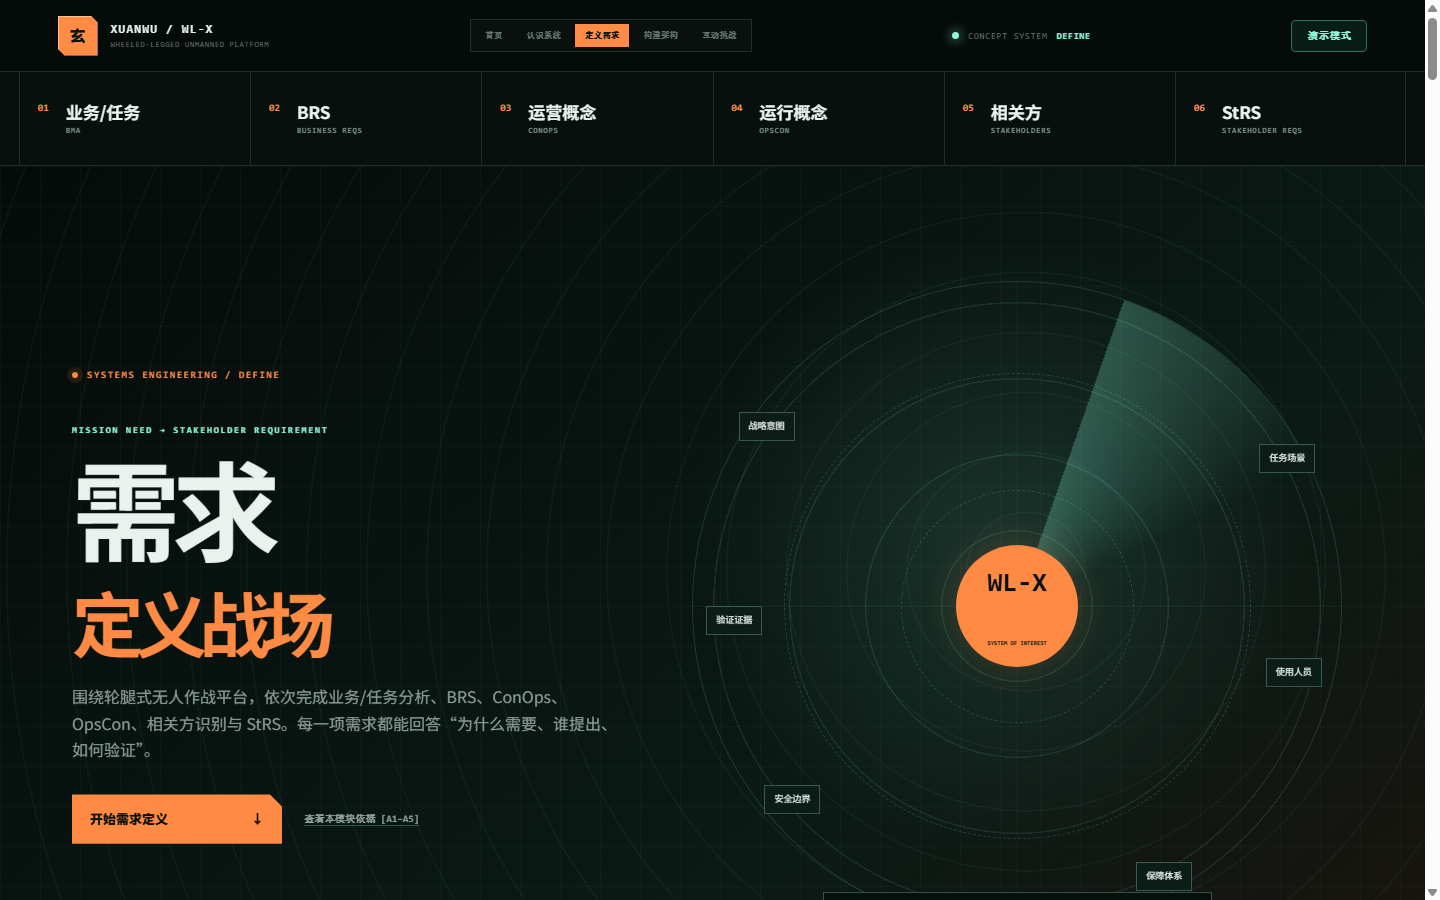 玄
XUANWU / WL-X
WHEELED-LEGGED UNMANNED PLATFORM
首页
认识系统
定义需求
构建架构
互动挑战
CONCEPT SYSTEM DEFINE
演示模式
01 业务/任务
BMA
02 BRS
BUSINESS REQS
03 运营概念
CONOPS
04 运行概念
OPSCON
05 相关方
STAKEHOLDERS
06 StRS
STAKEHOLDER REQS
SYSTEMS ENGINEERING / DEFINE
MISSION NEED → STAKEHOLDER REQUIREMENT
需求
定义战场
围绕轮腿式无人作战平台，依次完成业务/任务分析、BRS、ConOps、
OpsCon、相关方识别与 StRS。每一项需求都能回答“为什么需要、谁提出、
如何验证”。
开始需求定义 ↓
查看本模块依据 [A1-A5]
战略意图
任务场景
WL-X
SYSTEM OF INTEREST
验证证据
使用人员
安全边界
保障体系